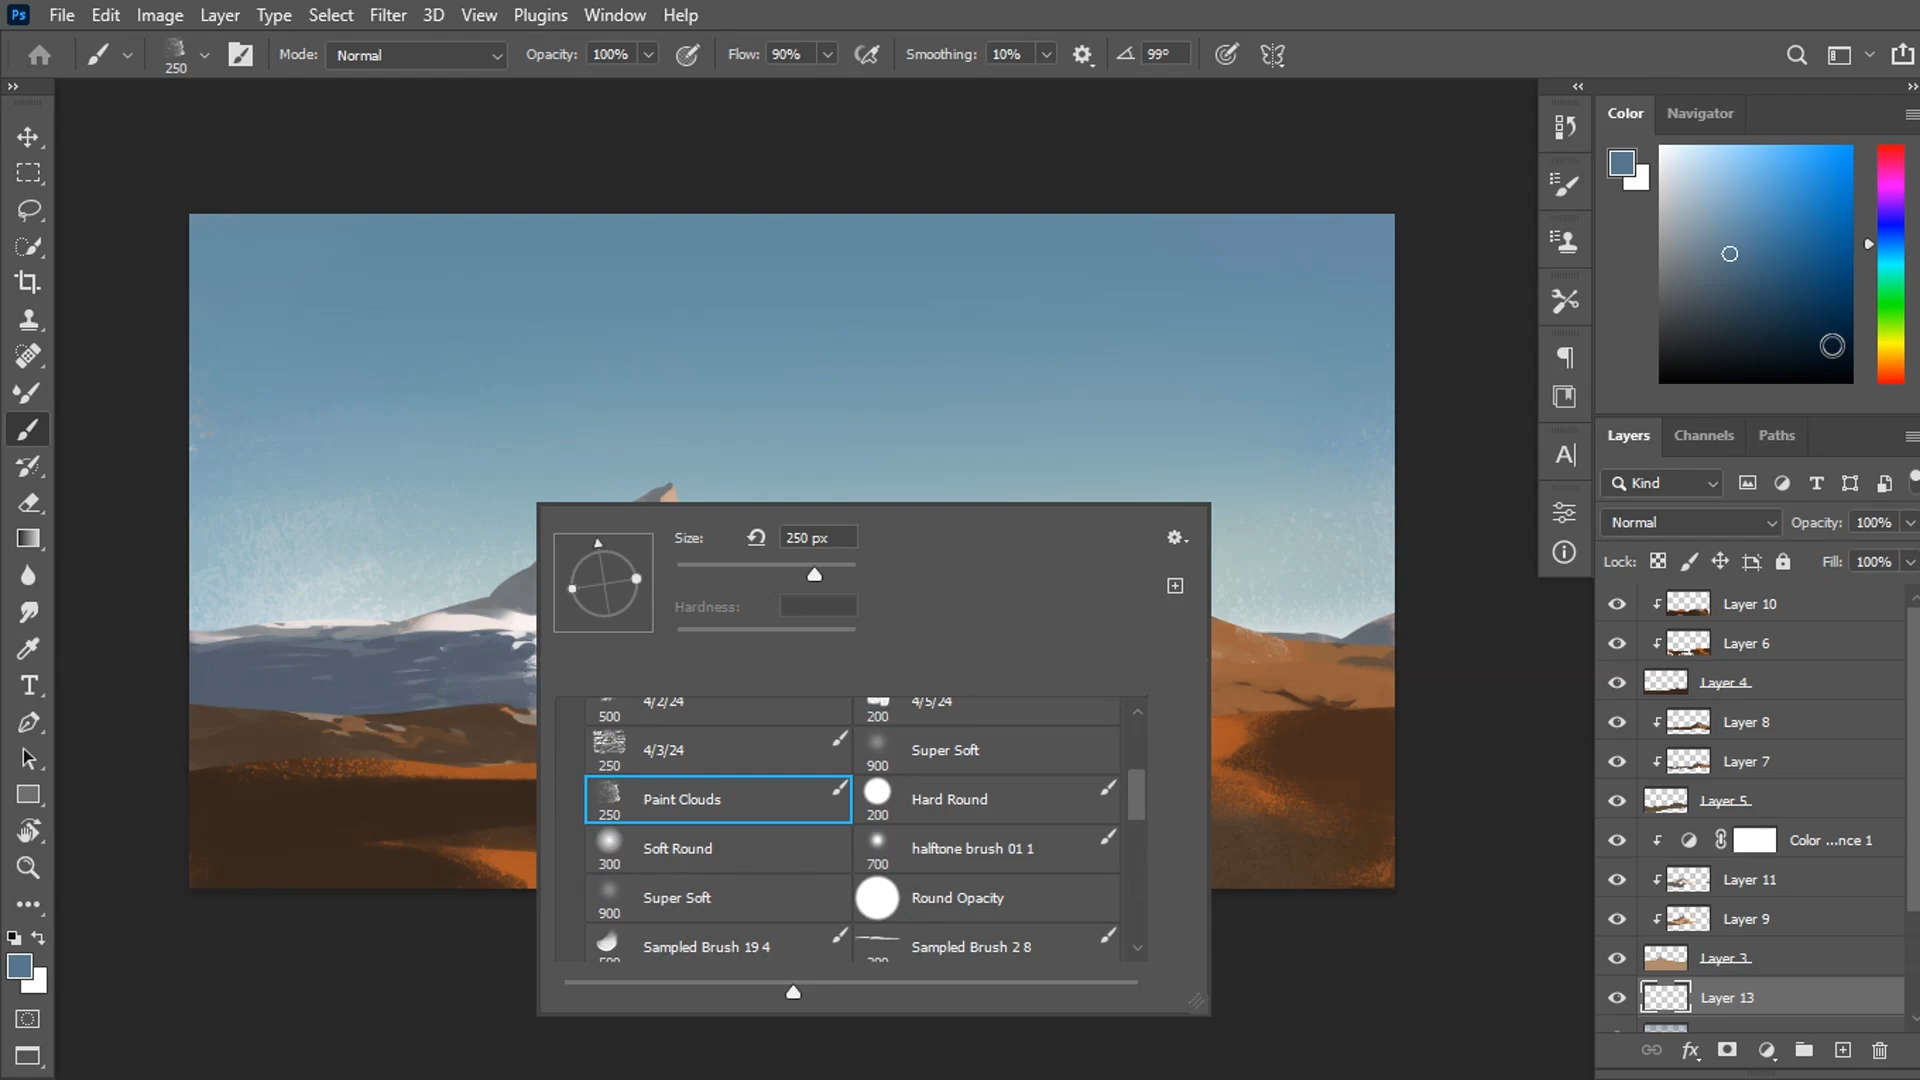 Ps File Edit Image Layer Type Select Filter 3D View Plugins Window Help
250 Mode: Normal Opacity: 100% Flow: 90% Smoothing: 10% 99°
Color Navigator
Layers Channels Paths
Kind
Normal Opacity: 100%
Lock: Fill: 100%
Layer 10
Layer 6
Layer 4
Layer 8
Layer 7
Layer 5
Color ...nce 1
Layer 11
Layer 9
Layer 3
Layer 13
fx
Size: 250 px
Hardness:
500 4/2/24
200 4/5/24
250 4/3/24
900 Super Soft
250 Paint Clouds
200 Hard Round
300 Soft Round
700 halftone brush 01 1
900 Super Soft
Round Opacity
Sampled Brush 19 4
Sampled Brush 2 8